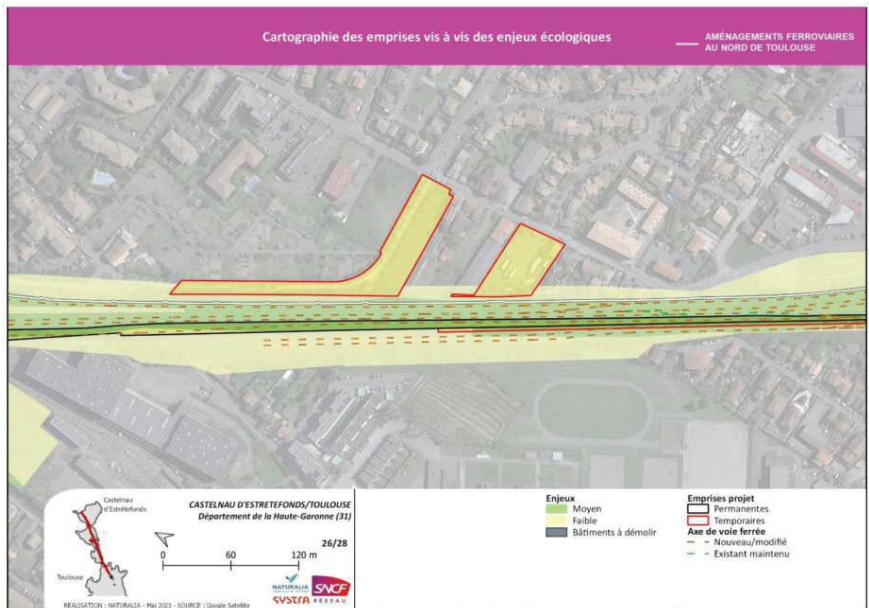 Cartographie des emprises vis à vis des enjeux écologiques
AMÉNAGEMENTS FERROVIAIRES
AU NORD DE TOULOUSE
Castelnau
d'Estrétefonds
Toulouse
CASTELNAU D'ESTRETEFONDS/TOULOUSE
Département de la Haute-Garonne (31)
26/28
0 60 120 m
NATURALIA
SYSTRA
SNCF
RÉSEAU
REALISATION : NATURALIA - Mai 2023 - SOURCE : Google Satellite
Enjeux
Moyen
Faible
Bâtiments à démolir
Emprises projet
Permanentes
Temporaires
Axe de voie ferrée
Nouveau/modifié
Existant maintenu